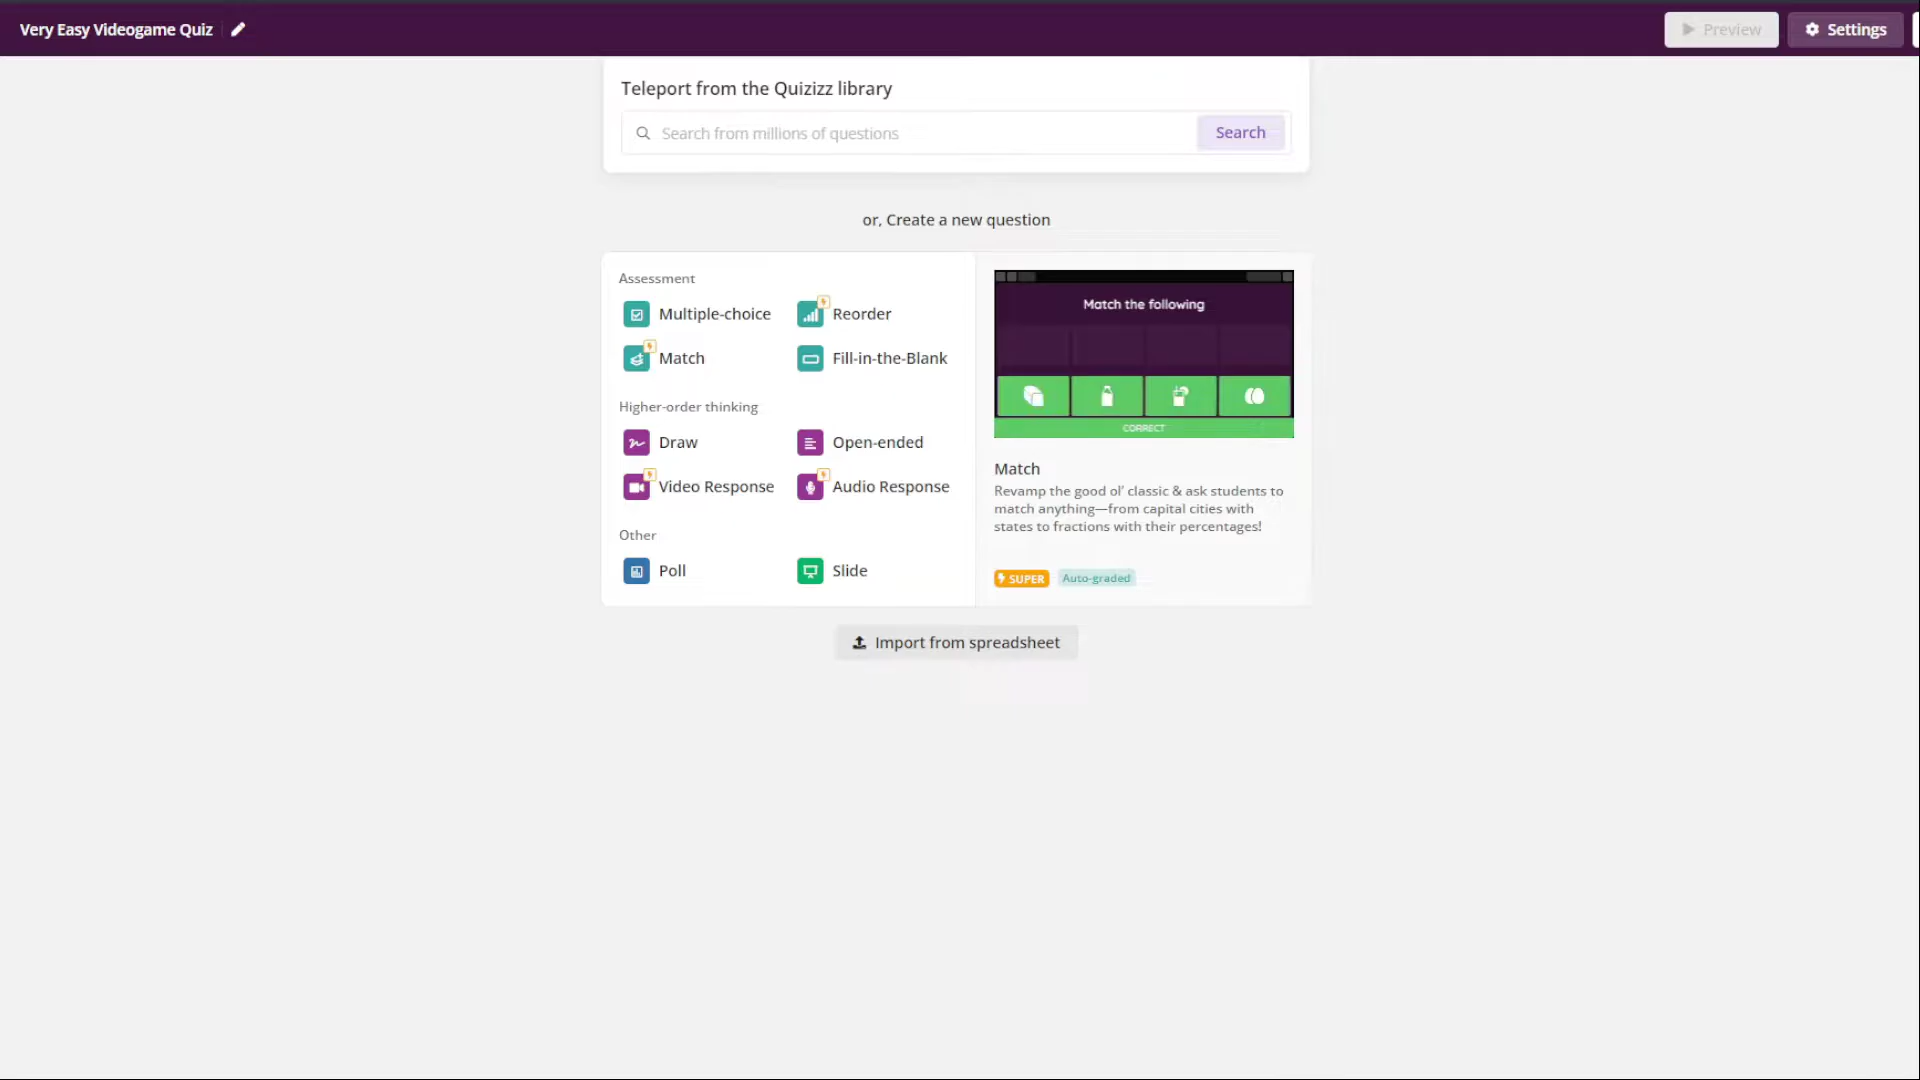 Very Easy Videogame Quiz
Preview
Settings
Teleport from the Quizizz library
Search from millions of questions
Search
or, Create a new question
Assessment
Multiple-choice
Reorder
Match
Fill-in-the-Blank
Higher-order thinking
Draw
Open-ended
Video Response
Audio Response
Other
Poll
Slide
Match the following
CORRECT
Match
Revamp the good ol' classic & ask students to
match anything—from capital cities with
states to fractions with their percentages!
SUPER
Auto-graded
Import from spreadsheet